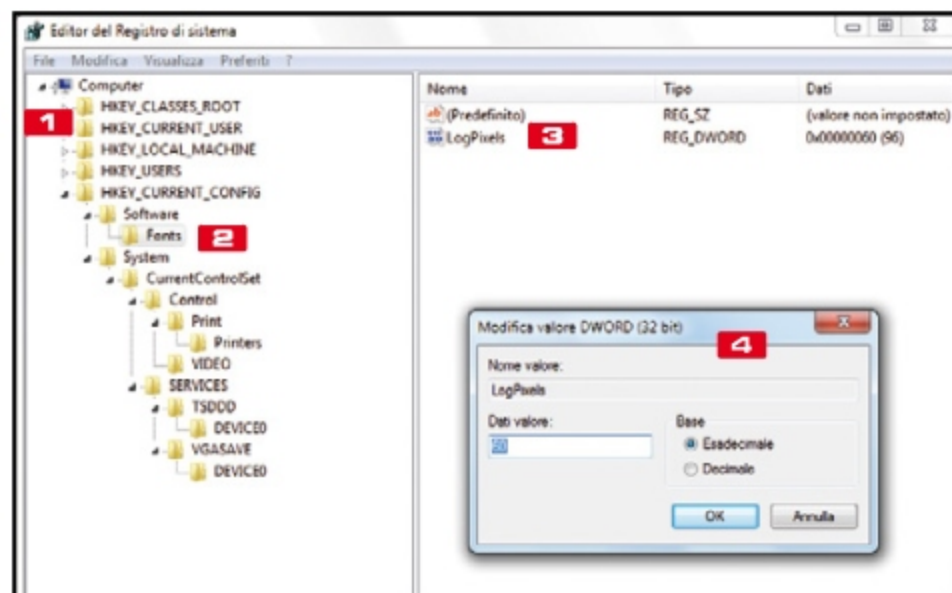 Editor del Registro di sistema
File Modifica Visualizza Preferiti ?
Computer
HKEY_CLASSES_ROOT
1
HKEY_CURRENT_USER
HKEY_LOCAL_MACHINE
HKEY_USERS
HKEY_CURRENT_CONFIG
Software
Fonts 2
System
CurrentControlSet
Control
Print
Printers
VIDEO
SERVICES
TSDDD
DEVICE0
VGASAVE
DEVICE0
Nome Tipo Dati
(Predefinito) REG_SZ (valore non impostato)
LogPixels 3 REG_DWORD 0x00000060 (96)
Modifica valore DWORD (32 bit)
4
Nome valore:
LogPixels
Dati valore: Base
60 Esadecimale
Decimale
OK Annulla